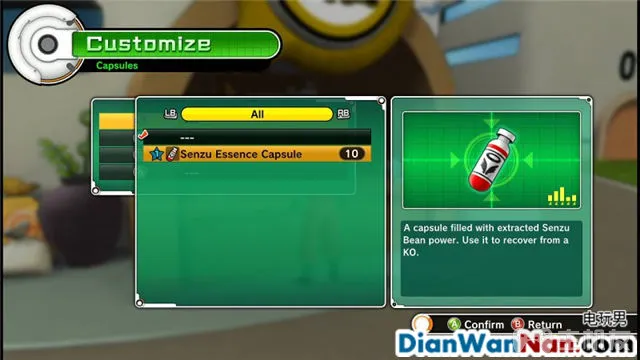 Customize
Capsules
LB All RB
---
1 Senzu Essence Capsule 10
A capsule filled with extracted Senzu
Bean power. Use it to recover from a
KO.
A Confirm B Return
电玩男
DianWanNan.com